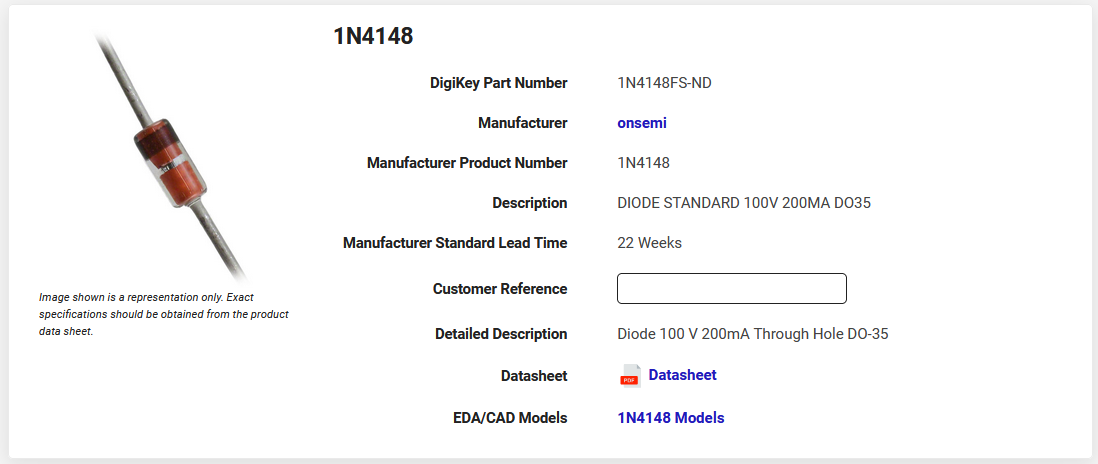 1N4148
DigiKey Part Number 1N4148FS-ND
Manufacturer onsemi
Manufacturer Product Number 1N4148
Description DIODE STANDARD 100V 200MA DO35
Manufacturer Standard Lead Time 22 Weeks
Customer Reference
Detailed Description Diode 100 V 200mA Through Hole DO-35
Datasheet PDF Datasheet
EDA/CAD Models 1N4148 Models
Image shown is a representation only. Exact
specifications should be obtained from the product
data sheet.